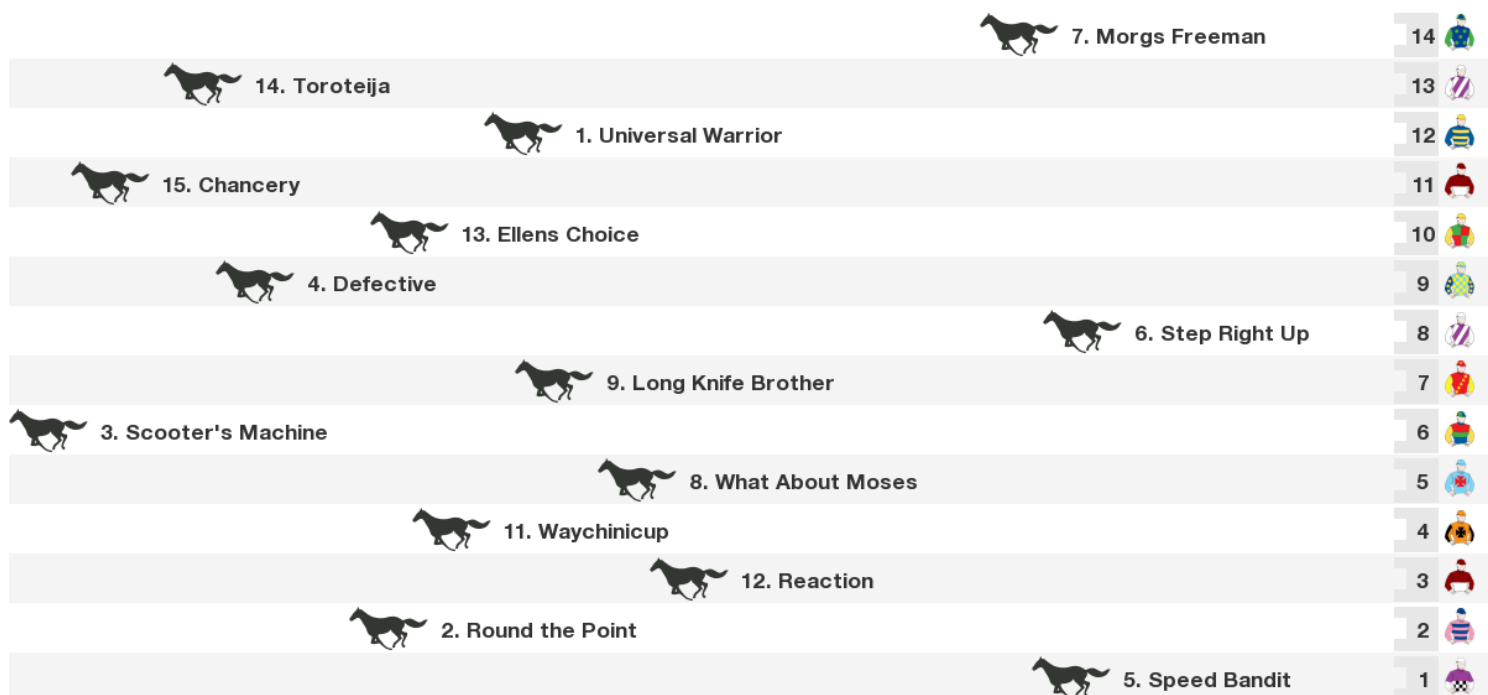 7. Morgs Freeman 14
14. Toroteija 13
1. Universal Warrior 12
15. Chancery 11
13. Ellens Choice 10
4. Defective 9
6. Step Right Up 8
9. Long Knife Brother 7
3. Scooter's Machine 6
8. What About Moses 5
11. Waychinicup 4
12. Reaction 3
2. Round the Point 2
5. Speed Bandit 1